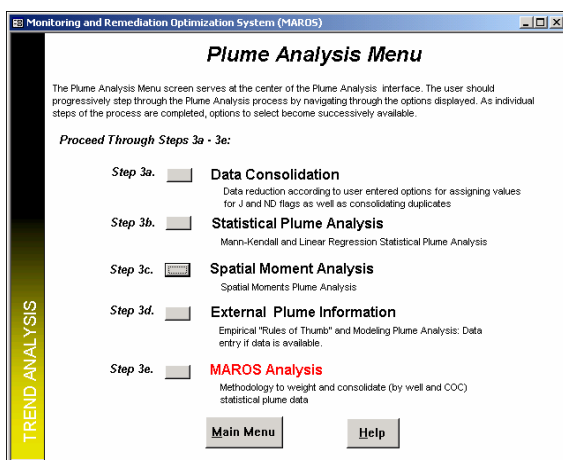 Monitoring and Remediation Optimization System (MAROS)
Plume Analysis Menu
The Plume Analysis Menu screen serves at the center of the Plume Analysis interface. The user should
progressively step through the Plume Analysis process by navigating through the options displayed. As individual
steps of the process are completed, options to select become successively available.
Proceed Through Steps 3a - 3e:
Step 3a. Data Consolidation
Data reduction according to user entered options for assigning values
for J and ND flags as well as consolidating duplicates
Step 3b. Statistical Plume Analysis
Mann-Kendall and Linear Regression Statistical Plume Analysis
Step 3c. Spatial Moment Analysis
Spatial Moments Plume Analysis
Step 3d. External Plume Information
Empirical "Rules of Thumb" and Modeling Plume Analysis: Data
entry if data is available.
Step 3e. MAROS Analysis
Methodology to weight and consolidate (by well and COC)
statistical plume data
Main Menu Help
TREND ANALYSIS